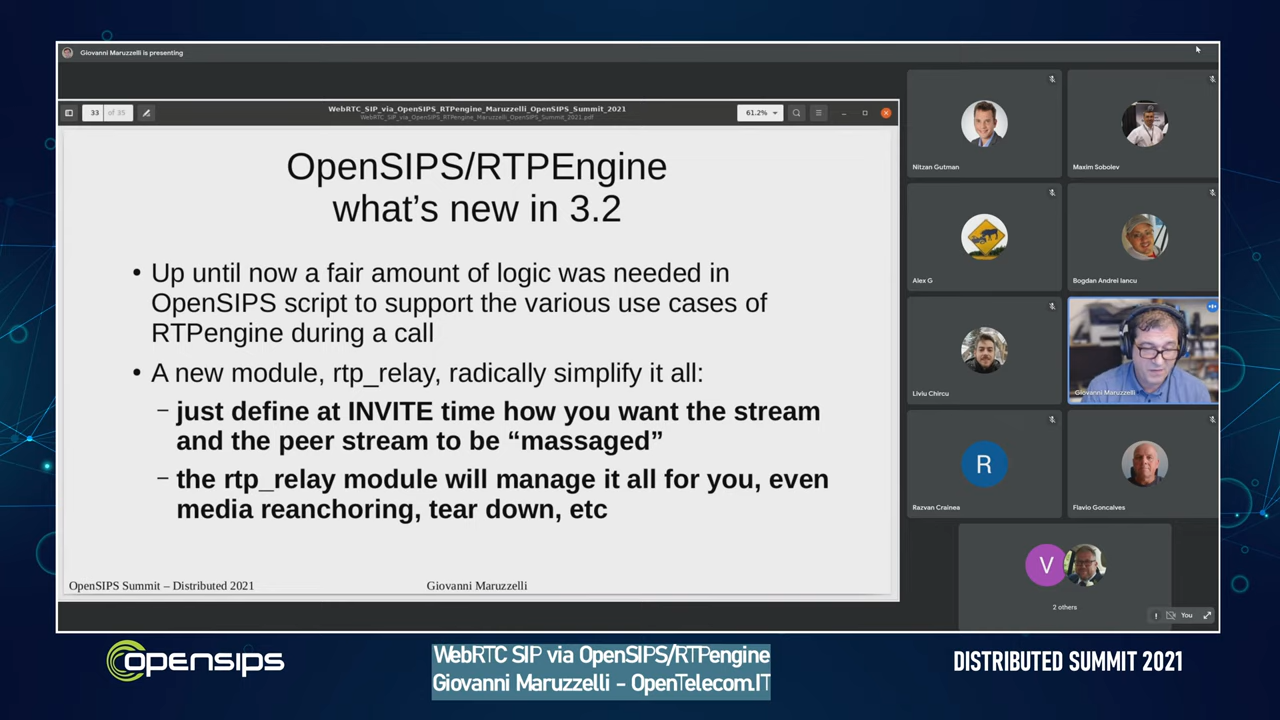 Giovanni Maruzzelli is presenting
33 of 35
WebRTC_SIP_via_OpenSIPS_RTPengine_Maruzzelli_OpenSIPS_Summit_2021
WebRTC_SIP_via_OpenSIPS_RTPengine_Maruzzelli_OpenSIPS_Summit_2021.pdf
61.2%
OpenSIPS/RTPEngine
what's new in 3.2
• Up until now a fair amount of logic was needed in
OpenSIPS script to support the various use cases of
RTPengine during a call
• A new module, rtp_relay, radically simplify it all:
– just define at INVITE time how you want the stream
and the peer stream to be “massaged”
– the rtp_relay module will manage it all for you, even
media reanchoring, tear down, etc
OpenSIPS Summit – Distributed 2021
Giovanni Maruzzelli
Nitzan Gutman
Maxim Sobolev
Alex G
Bogdan Andrei Iancu
Liviu Chircu
Giovanni Maruzzelli
R
Razvan Crainea
Flavio Goncalves
V
2 others
You
opensips
WebRTC SIP via OpenSIPS/RTPengine
Giovanni Maruzzelli - OpenTelecom.IT
DISTRIBUTED SUMMIT 2021